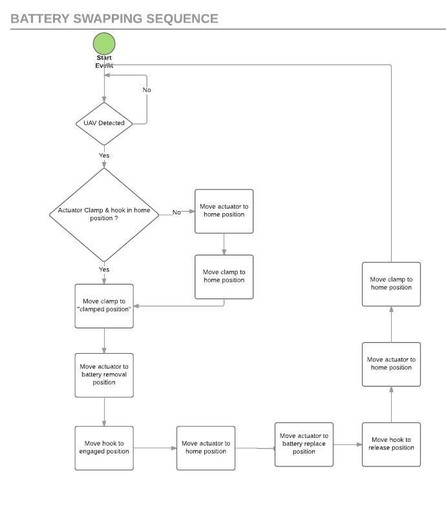 BATTERY SWAPPING SEQUENCE
Start
Event
No
UAV Detected
Yes
Actuator Clamp & hook in home
position ?
No
Move actuator to
home position
Yes
Move clamp to
home position
Move clamp to
"clamped position"
Move actuator to
battery removal
position
Move hook to
engaged position
Move actuator to
home position
Move actuator to
battery replace
position
Move hook to
release position
Move actuator to
home position
Move clamp to
home position